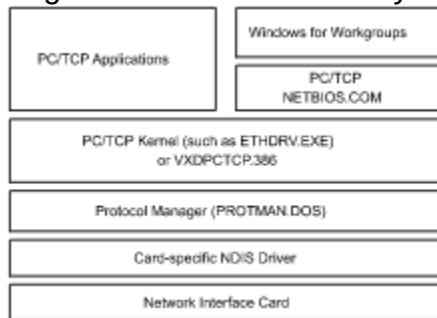 PC/TCP Applications
Windows for Workgroups
PC/TCP
NETBIOS.COM
PC/TCP Kernel (such as ETHDRV.EXE)
or VXDPCTCP.386
Protocol Manager (PROTMAN.DOS)
Card-specific NDIS Driver
Network Interface Card